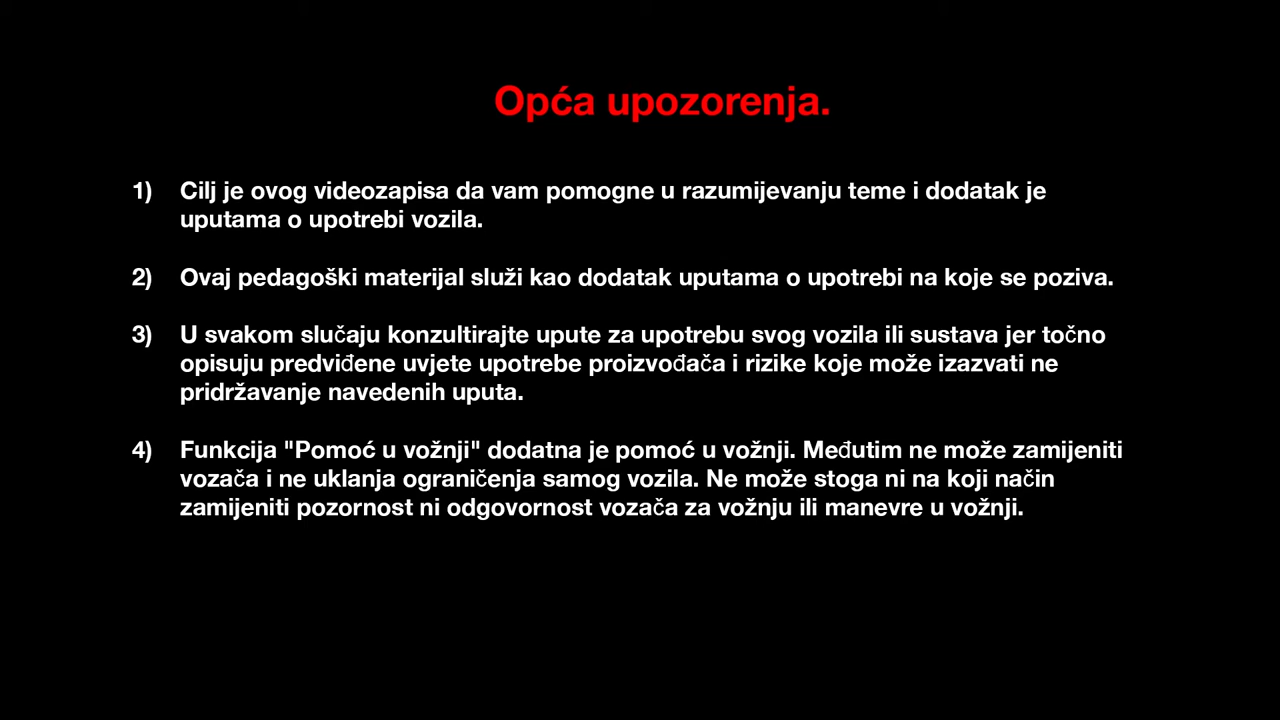 Opća upozorenja.
1) Cilj je ovog videozapisa da vam pomogne u razumijevanju teme i dodatak je
uputama o upotrebi vozila.
2) Ovaj pedagoški materijal služi kao dodatak uputama o upotrebi na koje se poziva.
3) U svakom slučaju konzultirajte upute za upotrebu svog vozila ili sustava jer točno
opisuju predviđene uvjete upotrebe proizvođača i rizike koje može izazvati ne
pridržavanje navedenih uputa.
4) Funkcija "Pomoć u vožnji" dodatna je pomoć u vožnji. Međutim ne može zamijeniti
vozača i ne uklanja ograničenja samog vozila. Ne može stoga ni na koji način
zamijeniti pozornost ni odgovornost vozača za vožnju ili manevre u vožnji.